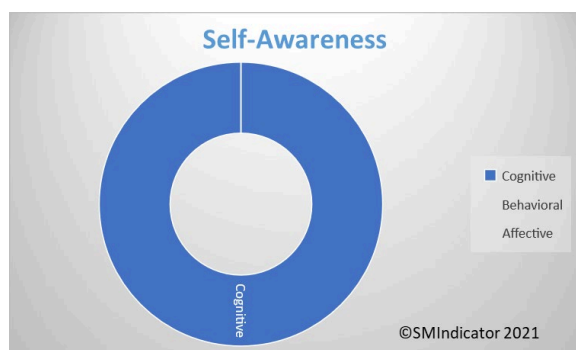 Self-Awareness
Cognitive
Behavioral
Affective
Cognitive
©SMIndicator 2021